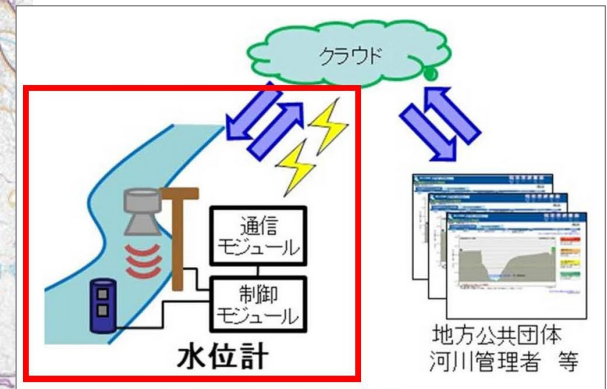 クラウド
通信
モジュール
制御
モジュール
水位計
地方公共団体
河川管理者 等